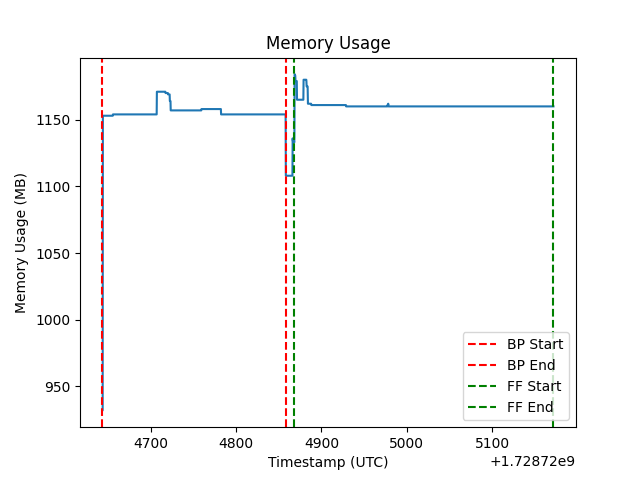 Memory Usage
Memory Usage (MB)
1150
1100
1050
1000
950
4700
4800
4900
5000
5100
+1.72872e9
Timestamp (UTC)
BP Start
BP End
FF Start
FF End